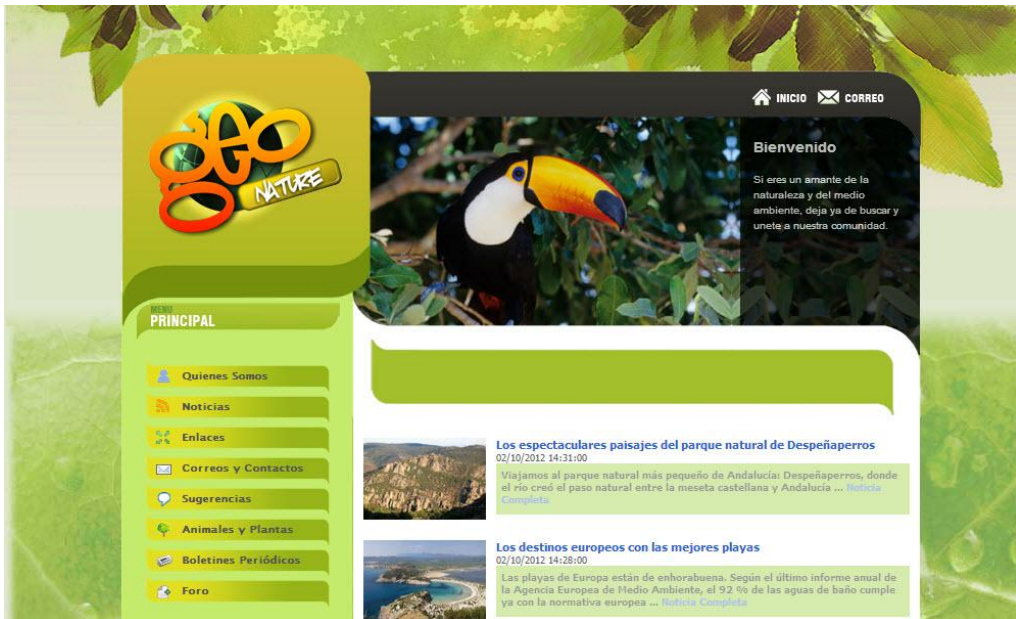 geo
NATURE
INICIO
CORREO
Bienvenido
Si eres un amante de la
naturaleza y del medio
ambiente, deja ya de buscar y
unete a nuestra comunidad.
MENU
PRINCIPAL
Quienes Somos
Noticias
Enlaces
Correos y Contactos
Sugerencias
Animales y Plantas
Boletines Periódicos
Foro
Los espectaculares paisajes del parque natural de Despeñaperros
02/10/2012 14:31:00
Viajamos al parque natural más pequeño de Andalucía: Despeñaperros, donde
el río creó el paso natural entre la meseta castellana y Andalucía ... Noticia
Completa
Los destinos europeos con las mejores playas
02/10/2012 14:28:00
Las playas de Europa están de enhorabuena. Según el último informe anual de
la Agencia Europea de Medio Ambiente, el 92 % de las aguas de baño cumple
ya con la normativa europea ... Noticia Completa